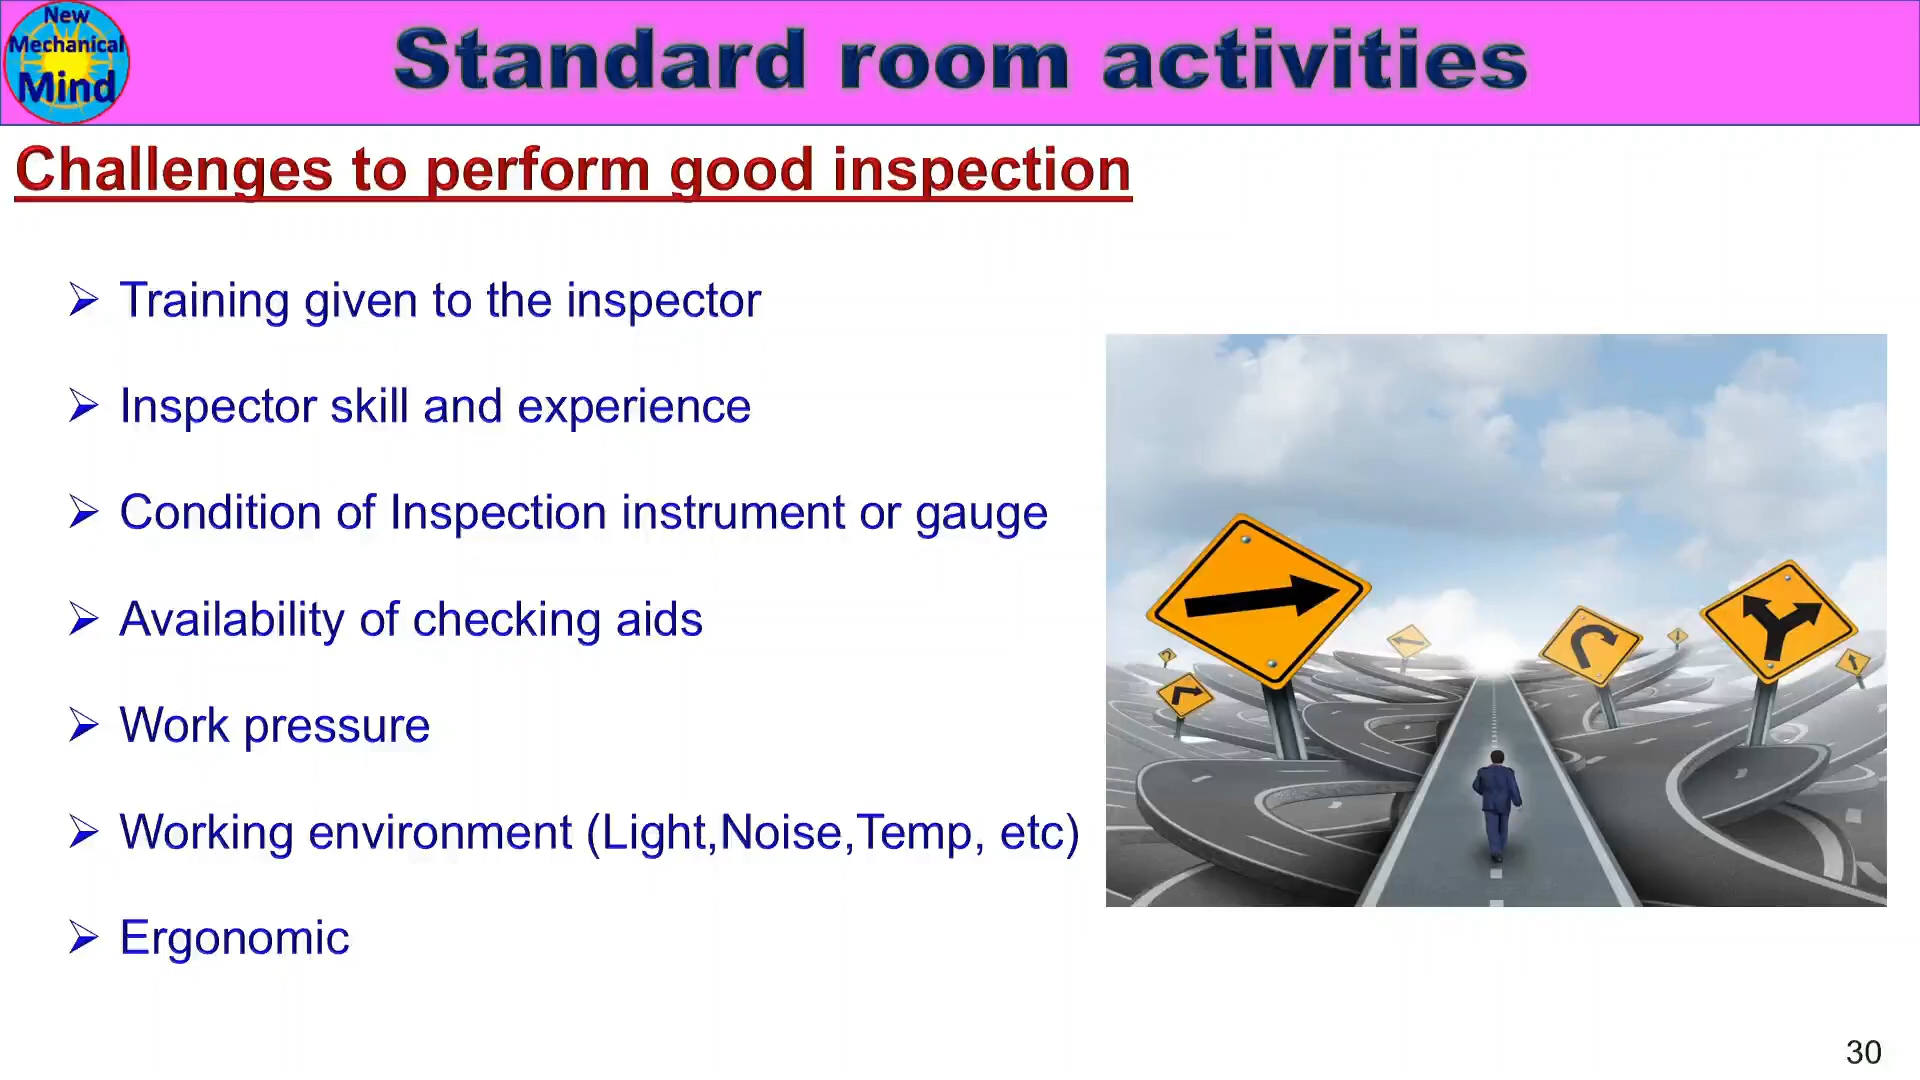 New
Mechanical
Mind
Standard room activities
Challenges to perform good inspection
Training given to the inspector
Inspector skill and experience
Condition of Inspection instrument or gauge
Availability of checking aids
Work pressure
Working environment (Light,Noise,Temp, etc)
Ergonomic
30